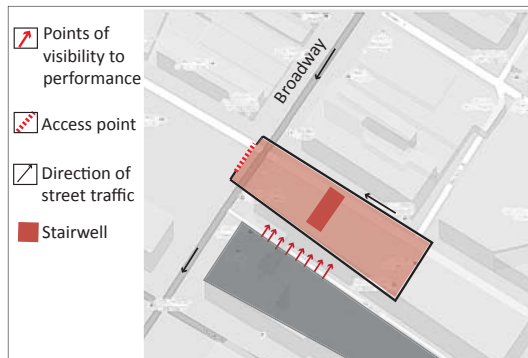 Points of
visibility to
performance
Access point
Direction of
street traffic
Stairwell
Broadway